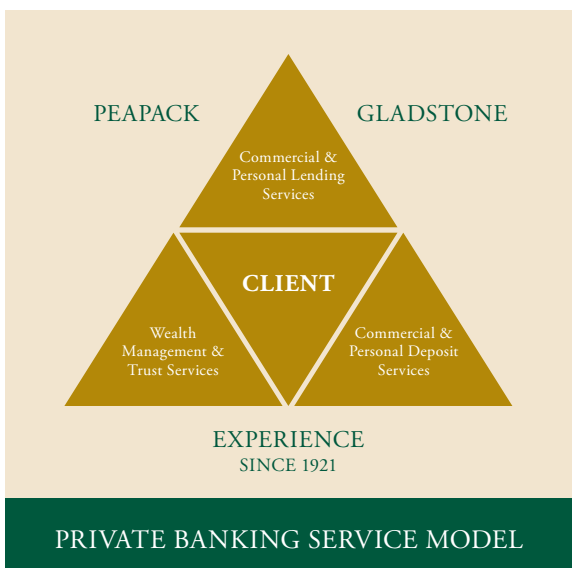 PEAPACK
GLADSTONE
Commercial &
Personal Lending
Services
CLIENT
Wealth
Management &
Trust Services
Commercial &
Personal Deposit
Services
EXPERIENCE
SINCE 1921
PRIVATE BANKING SERVICE MODEL